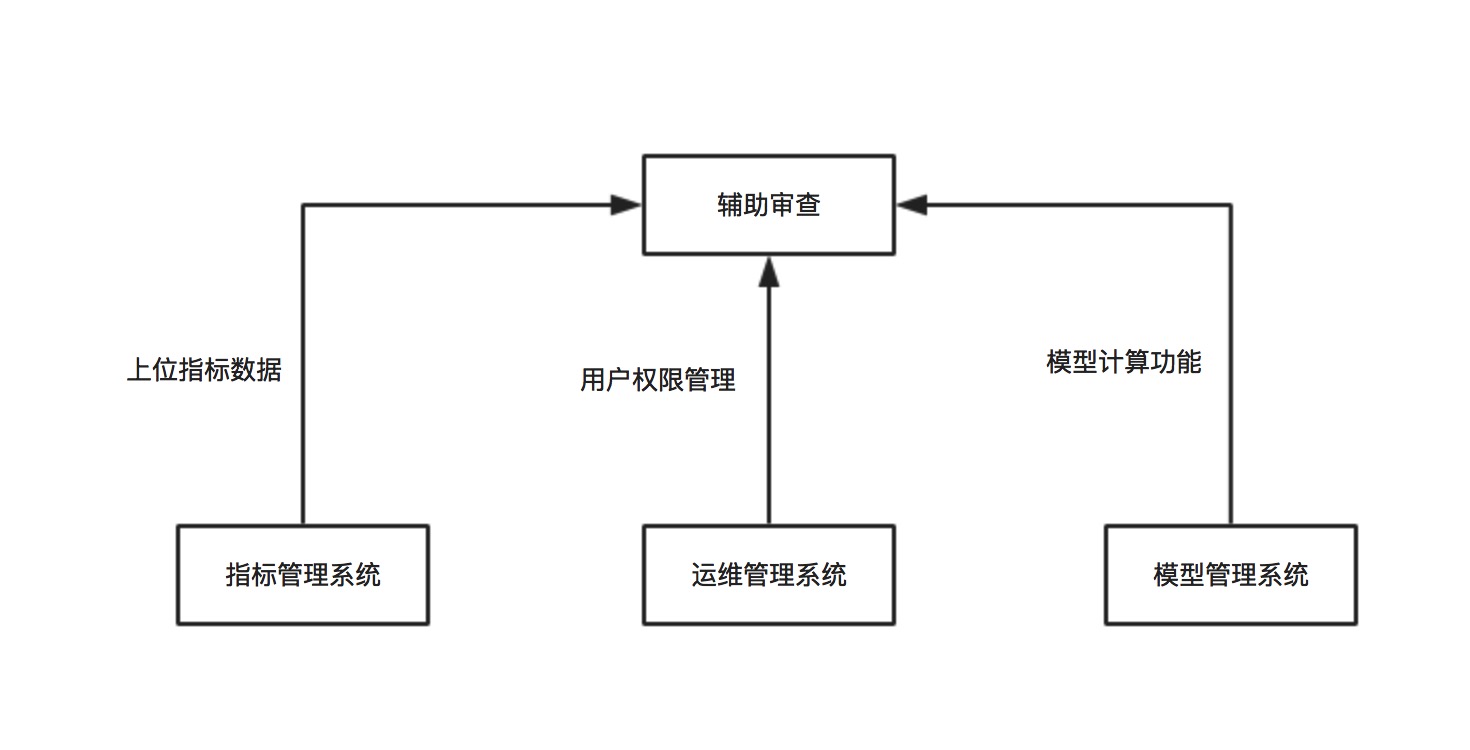 辅助审查
上位指标数据
用户权限管理
模型计算功能
指标管理系统
运维管理系统
模型管理系统